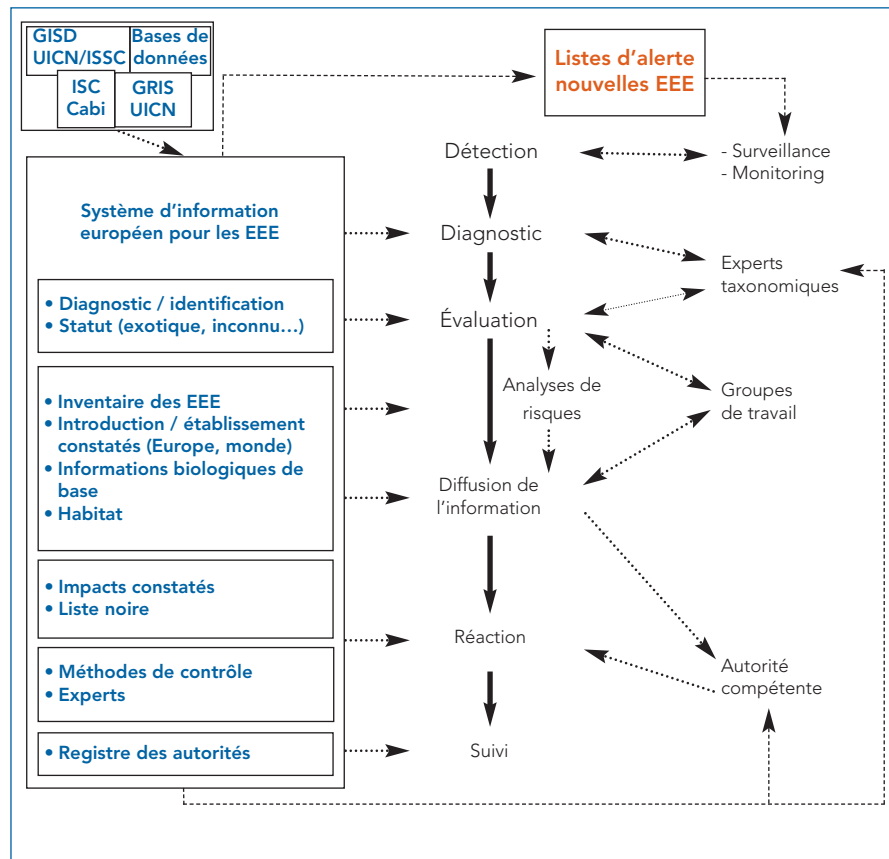 GISD
UICN/ISSC
Bases de
données
ISC
Cabi
GRIS
UICN
Listes d'alerte
nouvelles EEE
Système d'information
européen pour les EEE
• Diagnostic / identification
• Statut (exotique, inconnu…)
• Inventaire des EEE
• Introduction / établissement
constatés (Europe, monde)
• Informations biologiques de
base
• Habitat
• Impacts constatés
• Liste noire
• Méthodes de contrôle
• Experts
• Registre des autorités
Détection
Diagnostic
Évaluation
Analyses de
risques
Diffusion de
l'information
Réaction
Suivi
- Surveillance
- Monitoring
Experts
taxonomiques
Groupes
de travail
Autorité
compétente